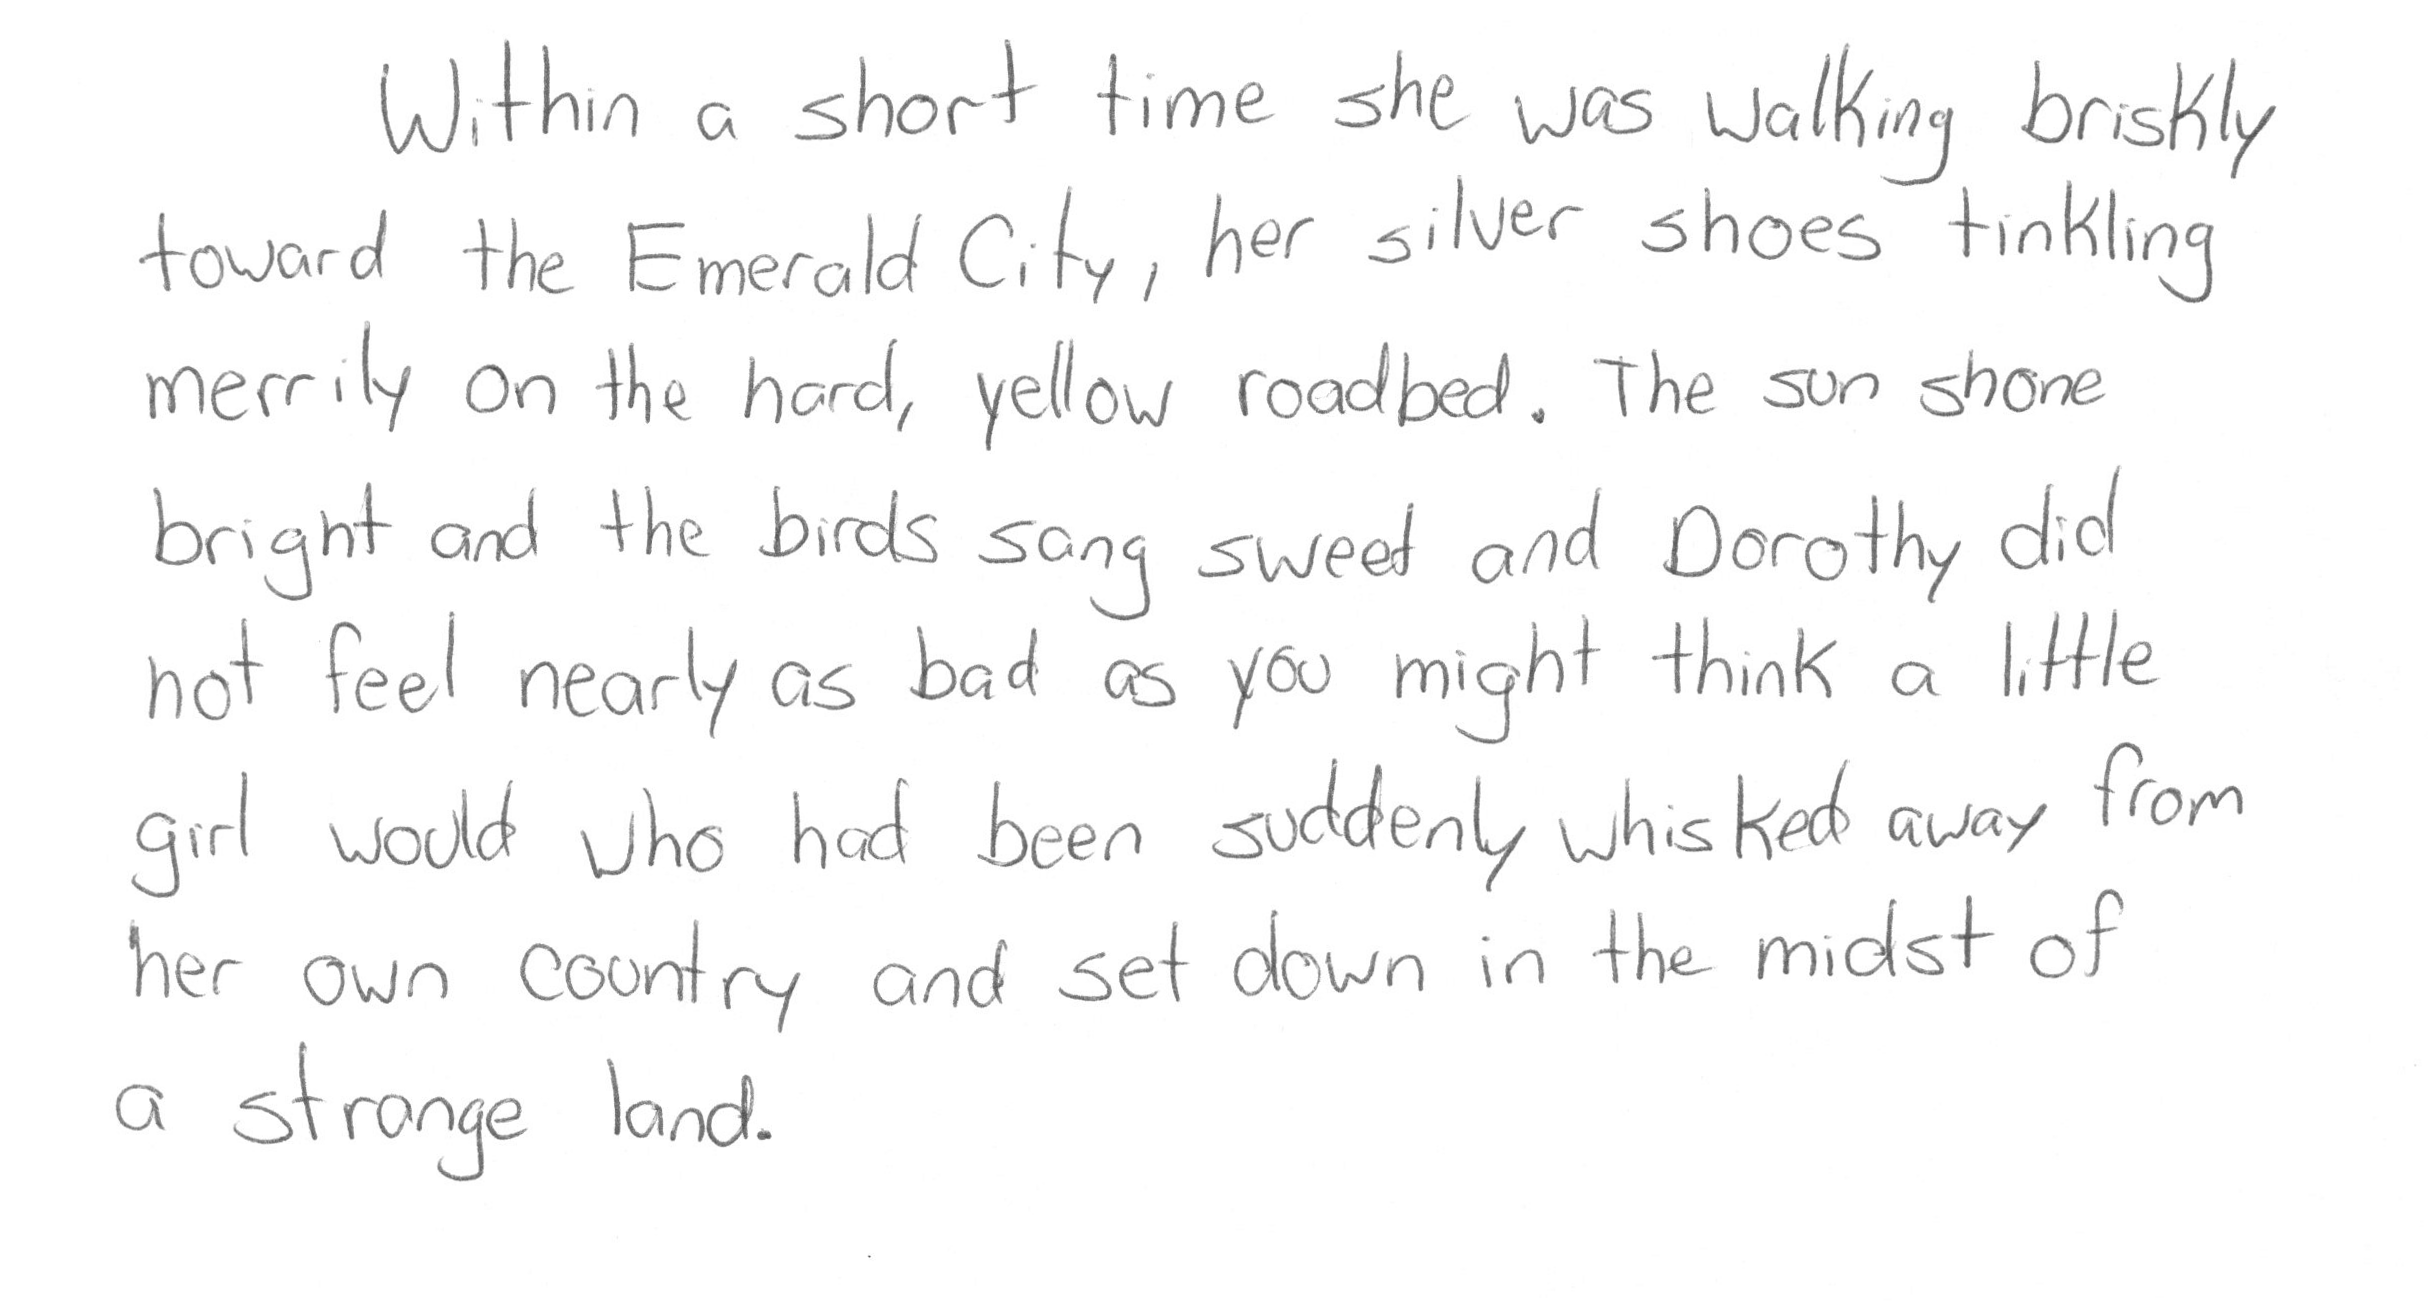 Within a short time she was walking briskly
toward the Emerald City, her silver shoes tinkling
merrily on the hard, yellow roadbed. The sun shone
bright and the birds sang sweet and Dorothy did
not feel nearly as bad as you might think a little
girl would who had been suddenly whisked away from
her own country and set down in the midst of
a strange land.